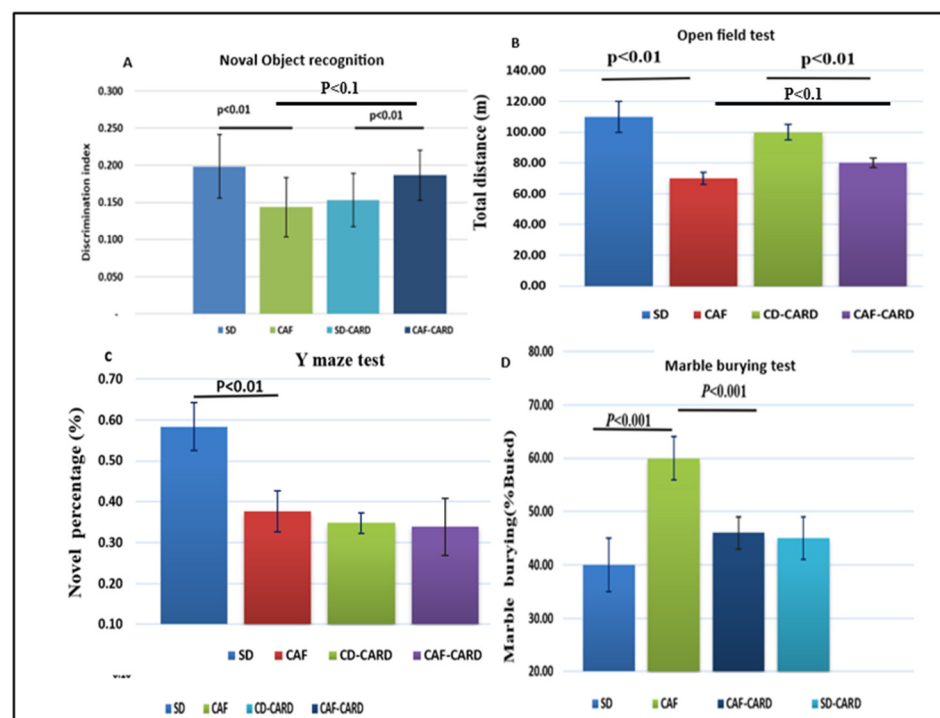 A
Noval Object recognition
P<0.1
p<0.01
p<0.01
Discrimination index
0.300
0.250
0.200
0.150
0.100
0.050
-
SD CAF SD-CARD CAF-CARD
B
Open field test
p<0.01
p<0.01
P<0.1
Total distance (m)
140.00
120.00
100.00
80.00
60.00
40.00
20.00
0.00
SD CAF CD-CARD CAF-CARD
C
Y maze test
P<0.01
Novel percentage (%)
0.70
0.60
0.50
0.40
0.30
0.20
0.10
SD CAF CD-CARD CAF-CARD
SD CAF CD-CARD CAF-CARD
D
Marble burying test
P<0.001
P<0.001
Marble burying(%Buied)
80.00
70.00
60.00
50.00
40.00
30.00
20.00
SD CAF CAF-CARD SD-CARD